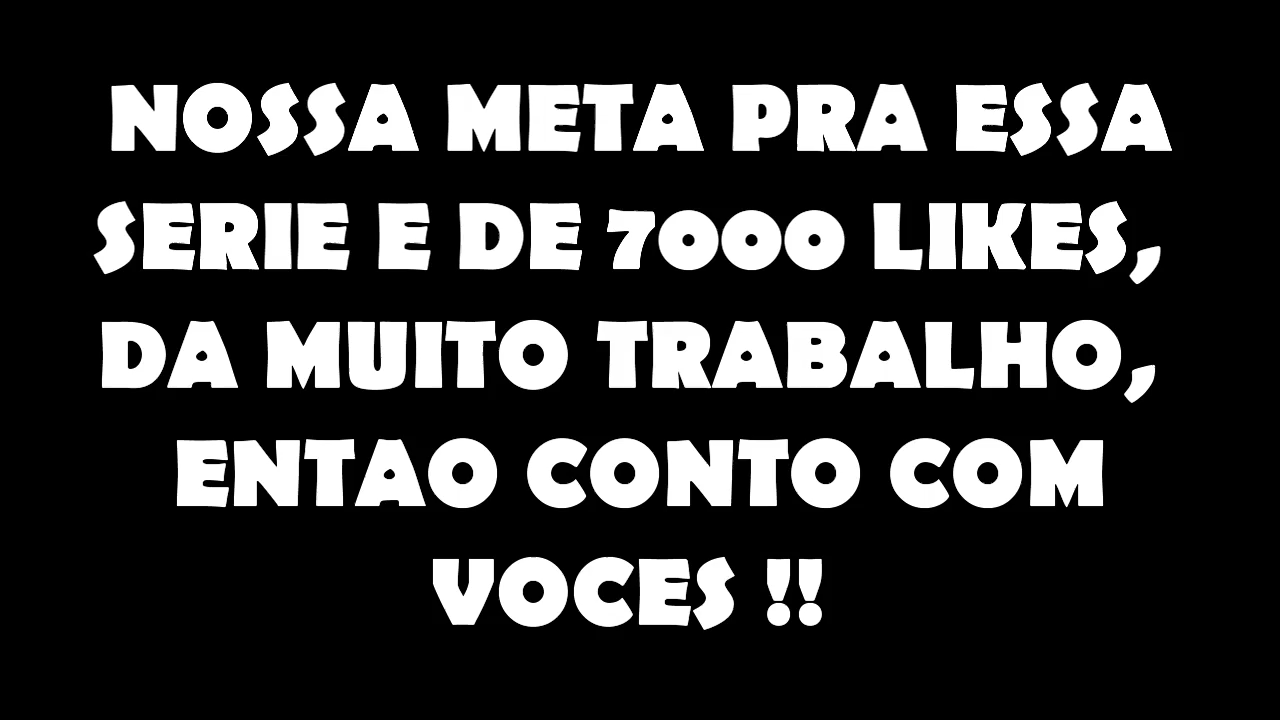 NOSSA META PRA ESSA
SERIE E DE 7000 LIKES,
DA MUITO TRABALHO,
ENTAO CONTO COM
VOCES !!